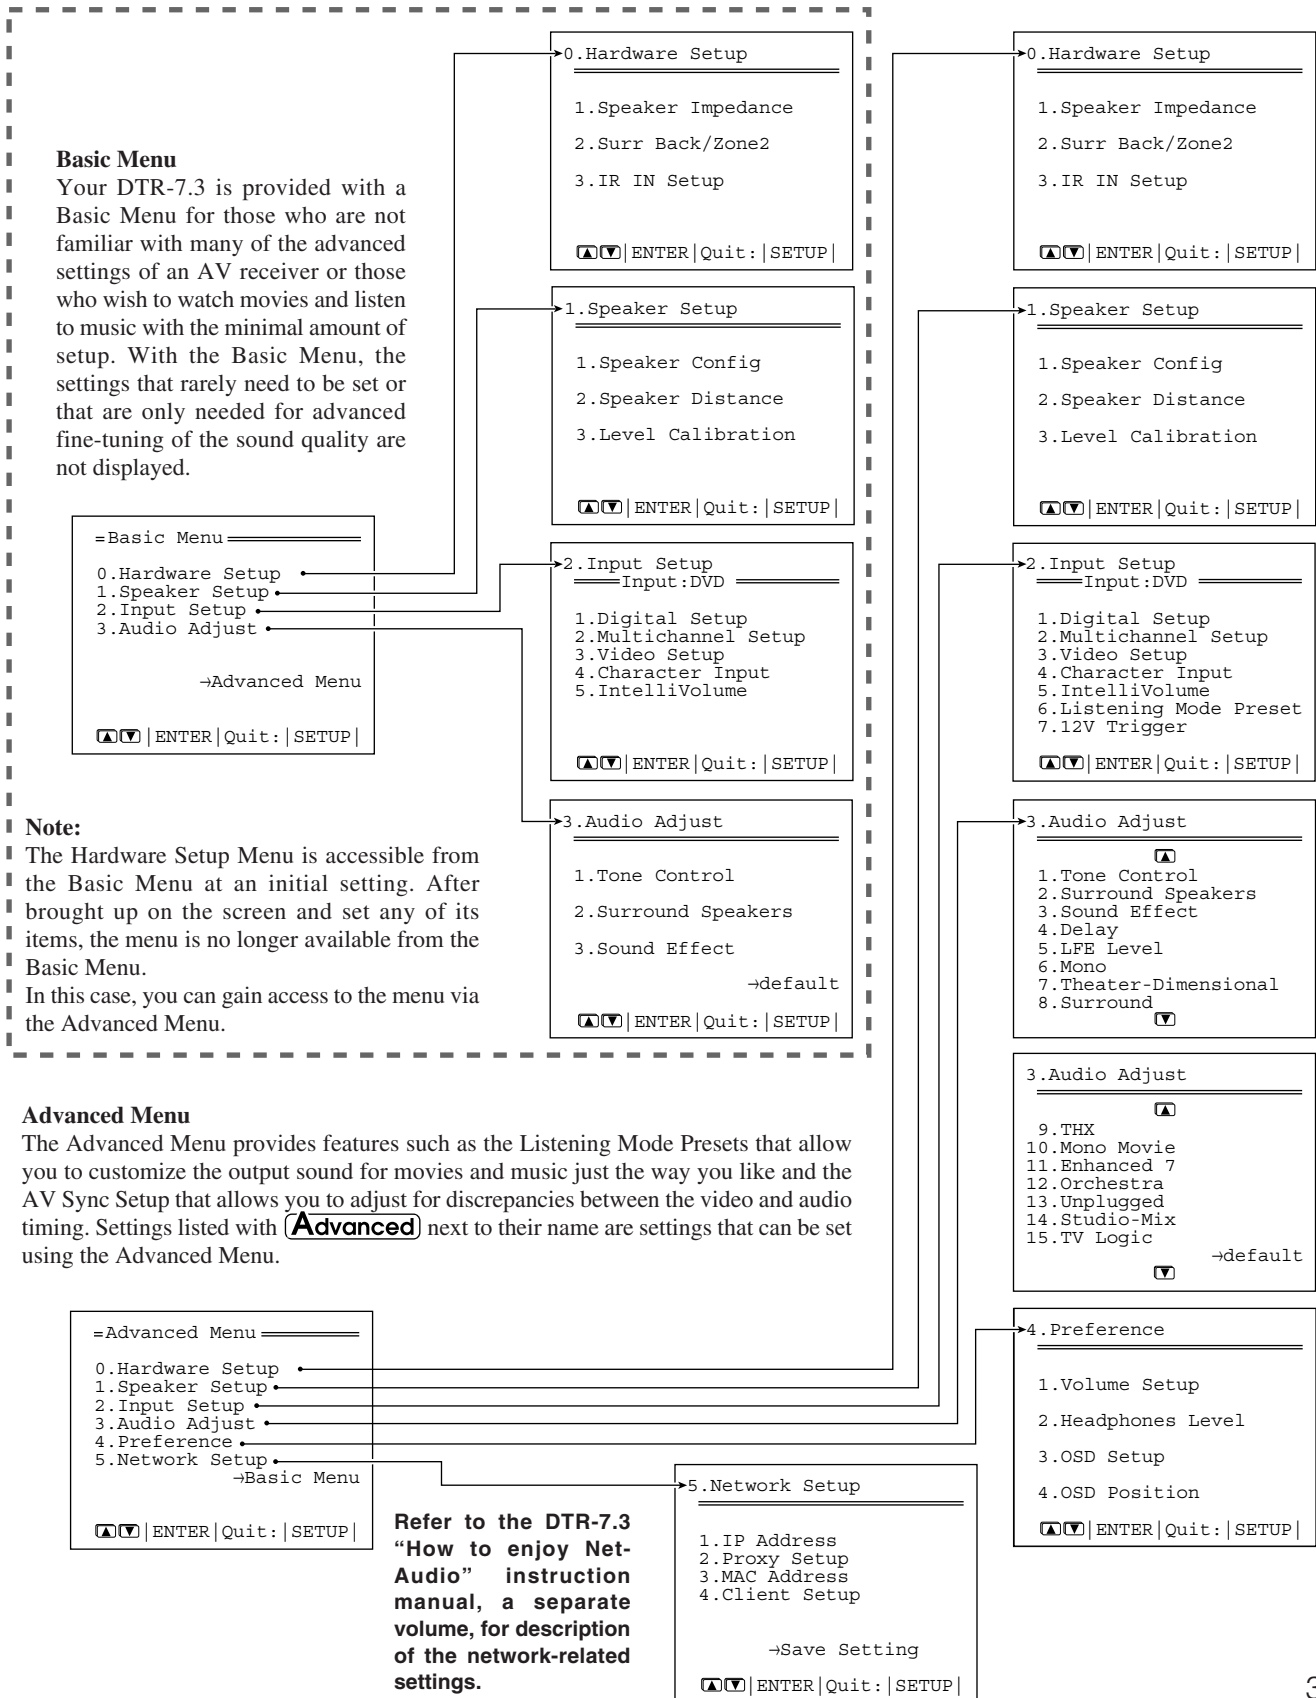 Basic Menu
Your DTR-7.3 is provided with a
Basic Menu for those who are not
familiar with many of the advanced
settings of an AV receiver or those
who wish to watch movies and listen
to music with the minimal amount of
setup. With the Basic Menu, the
settings that rarely need to be set or
that are only needed for advanced
fine-tuning of the sound quality are
not displayed.
=Basic Menu
0.Hardware Setup
1.Speaker Setup
2.Input Setup
3.Audio Adjust
→Advanced Menu
▲▼|ENTER|Quit:|SETUP|
Note:
The Hardware Setup Menu is accessible from
the Basic Menu at an initial setting. After
brought up on the screen and set any of its
items, the menu is no longer available from the
Basic Menu.
In this case, you can gain access to the menu via
the Advanced Menu.
0.Hardware Setup
1.Speaker Impedance
2.Surr Back/Zone2
3.IR IN Setup
▲▼|ENTER|Quit:|SETUP|
1.Speaker Setup
1.Speaker Config
2.Speaker Distance
3.Level Calibration
▲▼|ENTER|Quit:|SETUP|
2.Input Setup
Input:DVD
1.Digital Setup
2.Multichannel Setup
3.Video Setup
4.Character Input
5.IntelliVolume
▲▼|ENTER|Quit:|SETUP|
3.Audio Adjust
1.Tone Control
2.Surround Speakers
3.Sound Effect
→default
▲▼|ENTER|Quit:|SETUP|
Advanced Menu
The Advanced Menu provides features such as the Listening Mode Presets that allow
you to customize the output sound for movies and music just the way you like and the
AV Sync Setup that allows you to adjust for discrepancies between the video and audio
timing. Settings listed with Advanced next to their name are settings that can be set
using the Advanced Menu.
=Advanced Menu
0.Hardware Setup
1.Speaker Setup
2.Input Setup
3.Audio Adjust
4.Preference
5.Network Setup
→Basic Menu
▲▼|ENTER|Quit:|SETUP|
Refer to the DTR-7.3
“How to enjoy Net-
Audio” instruction
manual, a separate
volume, for description
of the network-related
settings.
0.Hardware Setup
1.Speaker Impedance
2.Surr Back/Zone2
3.IR IN Setup
▲▼|ENTER|Quit:|SETUP|
1.Speaker Setup
1.Speaker Config
2.Speaker Distance
3.Level Calibration
▲▼|ENTER|Quit:|SETUP|
2.Input Setup
Input:DVD
1.Digital Setup
2.Multichannel Setup
3.Video Setup
4.Character Input
5.IntelliVolume
6.Listening Mode Preset
7.12V Trigger
▲▼|ENTER|Quit:|SETUP|
3.Audio Adjust
▲
1.Tone Control
2.Surround Speakers
3.Sound Effect
4.Delay
5.LFE Level
6.Mono
7.Theater-Dimensional
8.Surround
▼
3.Audio Adjust
▲
9.THX
10.Mono Movie
11.Enhanced 7
12.Orchestra
13.Unplugged
14.Studio-Mix
15.TV Logic
→default
▼
4.Preference
1.Volume Setup
2.Headphones Level
3.OSD Setup
4.OSD Position
▲▼|ENTER|Quit:|SETUP|
5.Network Setup
1.IP Address
2.Proxy Setup
3.MAC Address
4.Client Setup
→Save Setting
▲▼|ENTER|Quit:|SETUP|